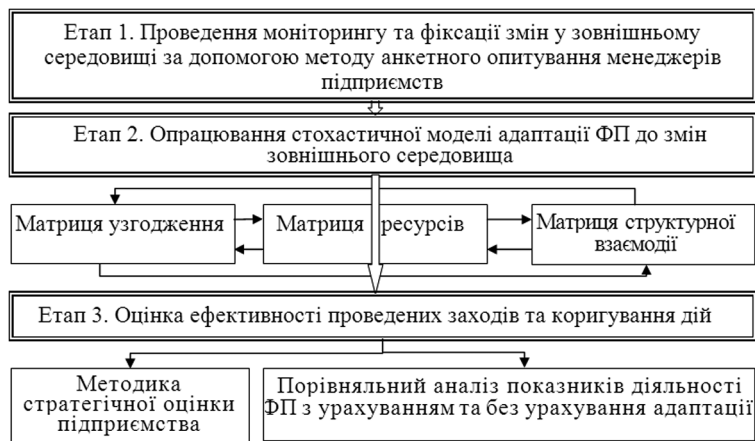 Етап 1. Проведення моніторингу та фіксації змін у зовнішньому
середовищі за допомогою методу анкетного опитування менеджерів
підприємств
Етап 2. Опрацювання стохастичної моделі адаптації ФП до змін
зовнішнього середовища
Матриця узгодження
Матриця ресурсів
Матриця структурної
взаємодії
Етап 3. Оцінка ефективності проведених заходів та коригування дій
Методика
стратегічної оцінки
підприємства
Порівняльний аналіз показників діяльності
ФП з урахуванням та без урахування адаптації